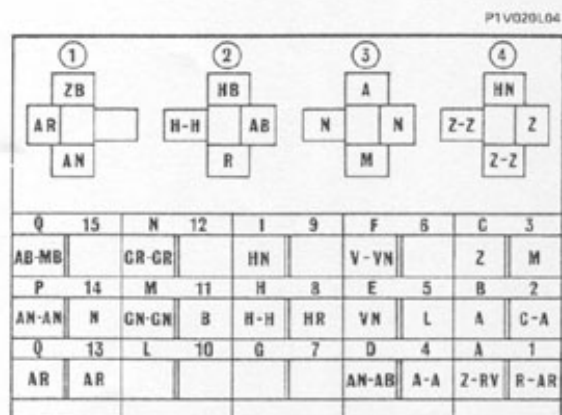 P1V020L04
1 2 3 4
ZB HB A HN
AR H-H AB N N Z-Z Z
AN R M Z-Z
Q 15 N 12 I 9 F 6 C 3
AB-MB GR-GR HN V-VN Z M
P 14 M 11 H 8 E 5 B 2
AN-AN N GN-GN B H-H HR VN L A C-A
Q 13 L 10 G 7 D 4 A 1
AR AR AN-AB A-A Z-RV R-AR